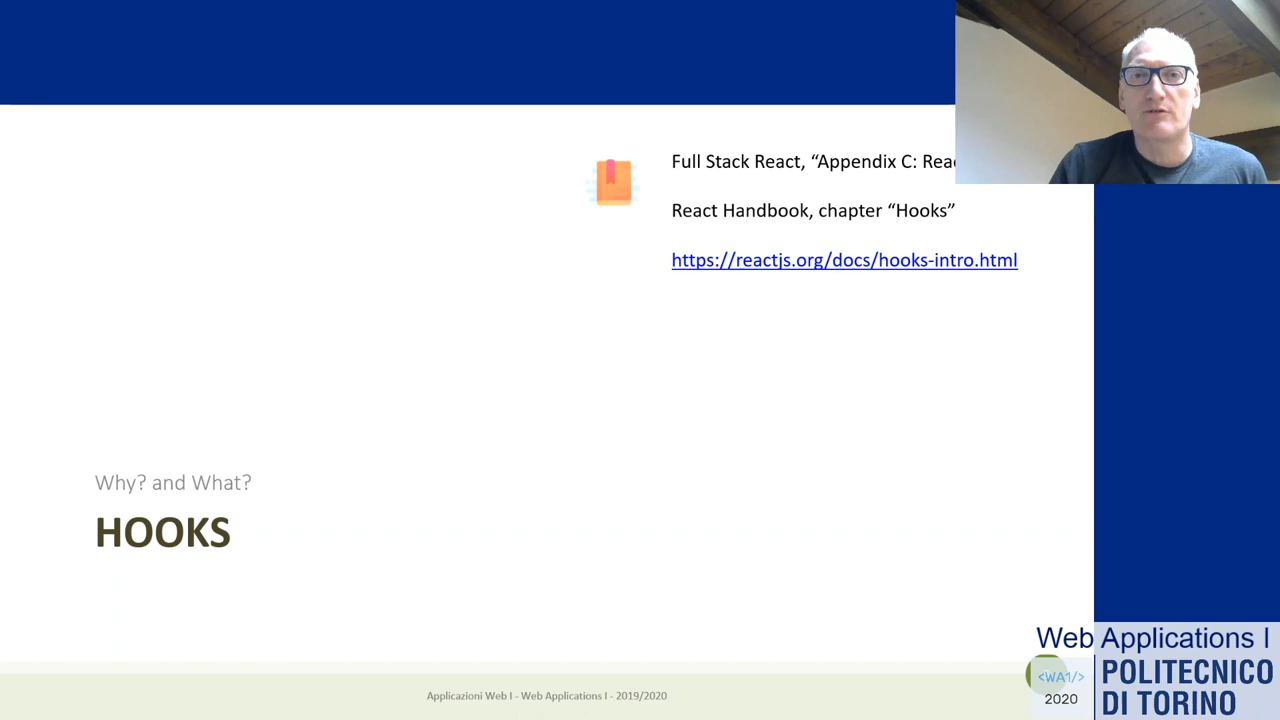 Full Stack React, “Appendix C:
React Handbook, chapter “Hooks”
https://reactjs.org/docs/hooks-intro.html
Why? and What?
HOOKS
Applicazioni Web I - Web Applications I - 2019/2020
Web Applications I
<WA1/>
2020
POLITECNICO
DI TORINO